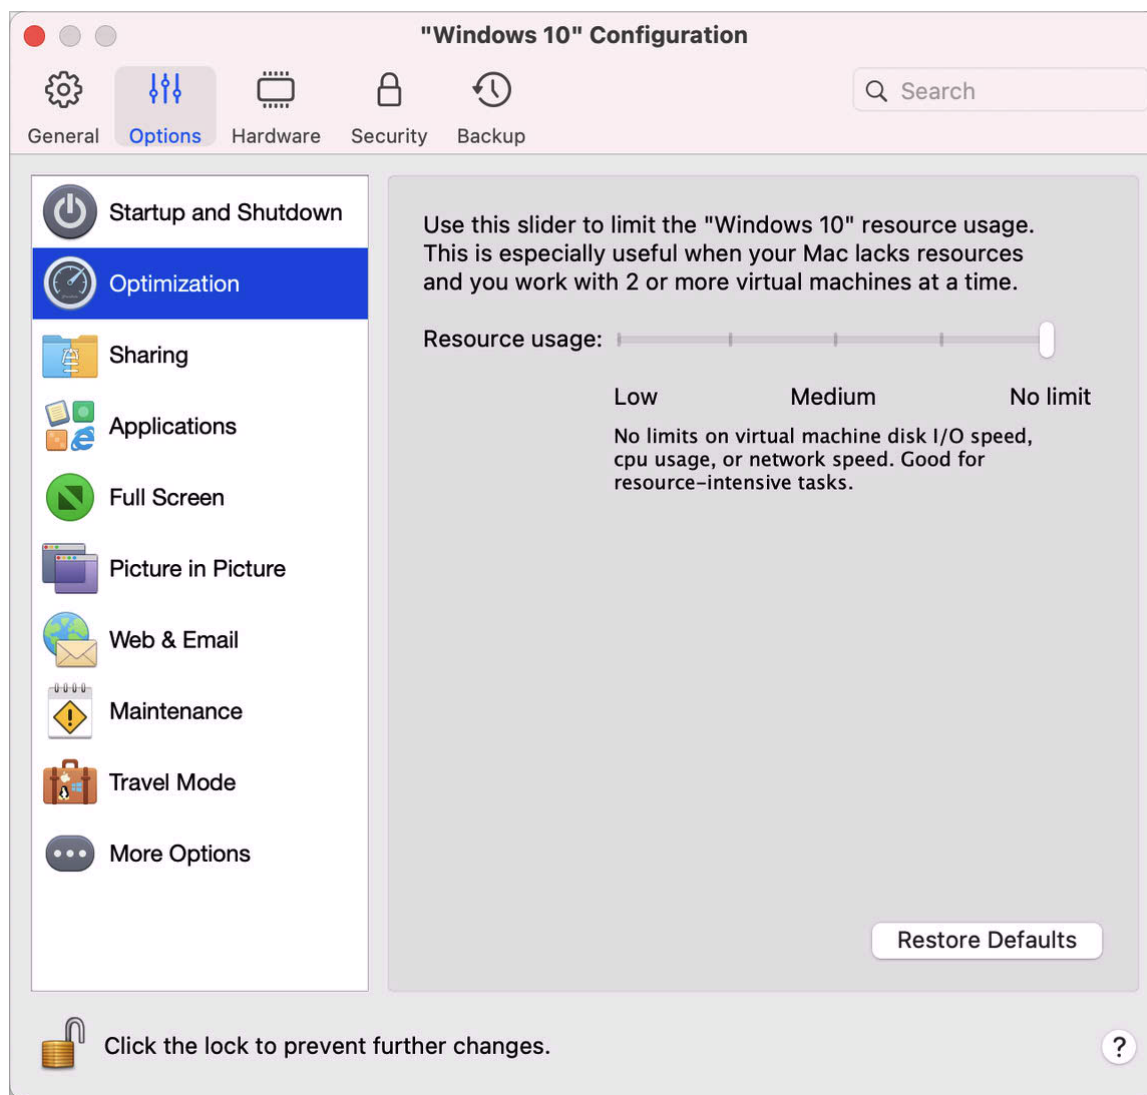 "Windows 10" Configuration
General
Options
Hardware
Security
Backup
Search
Startup and Shutdown
Optimization
Sharing
Applications
Full Screen
Picture in Picture
Web & Email
Maintenance
Travel Mode
More Options
Use this slider to limit the "Windows 10" resource usage.
This is especially useful when your Mac lacks resources
and you work with 2 or more virtual machines at a time.
Resource usage:
Low
Medium
No limit
No limits on virtual machine disk I/O speed,
cpu usage, or network speed. Good for
resource-intensive tasks.
Restore Defaults
Click the lock to prevent further changes.
?